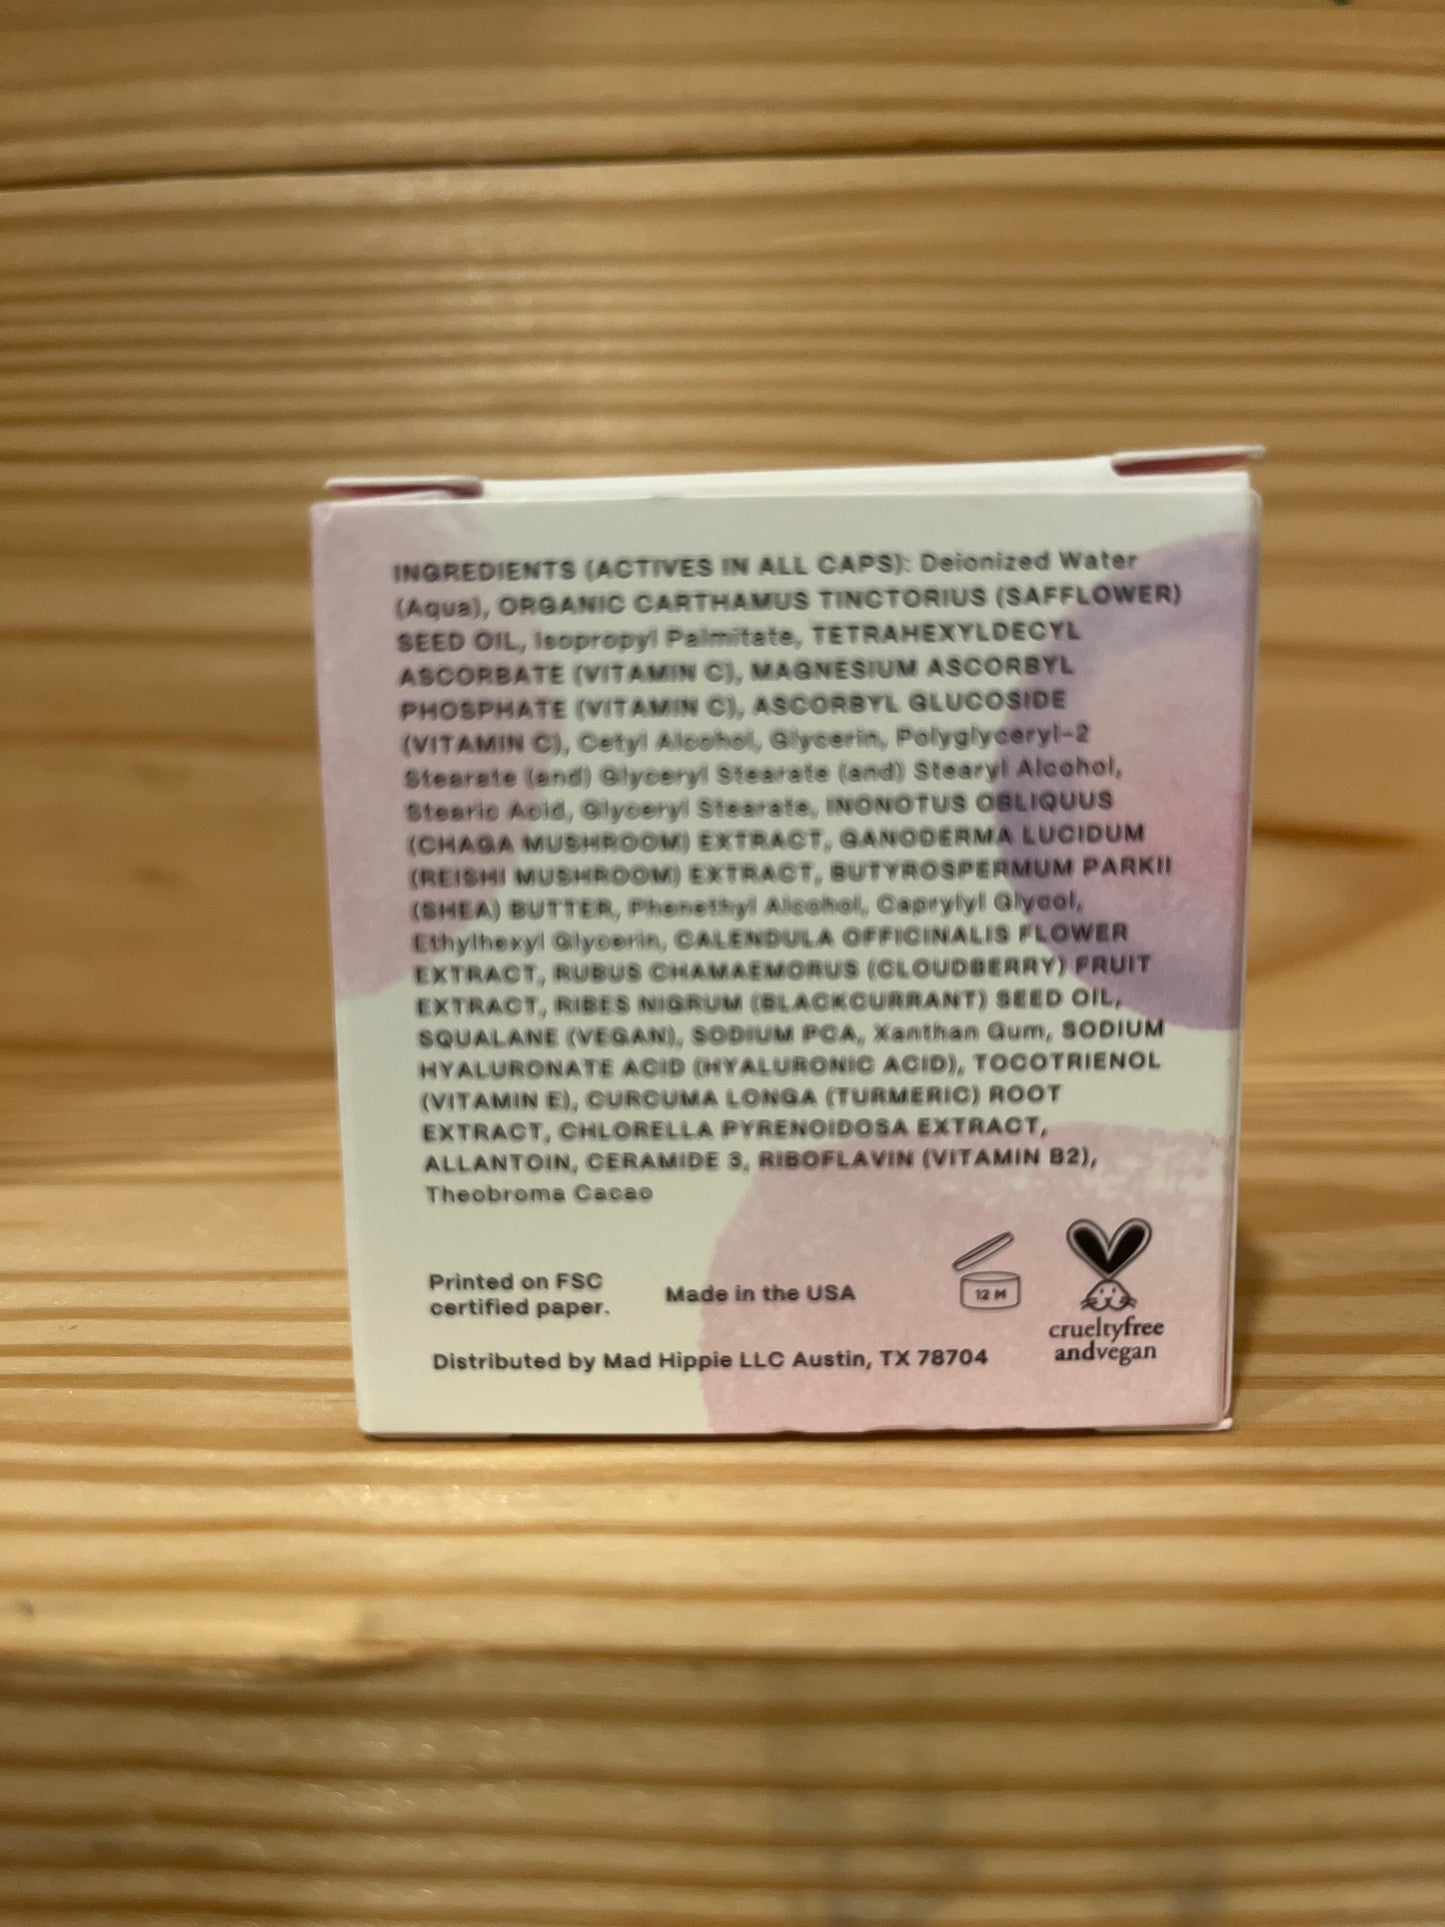 INGREDIENTS (ACTIVES IN ALL CAPS): Deionized Water
(Aqua), ORGANIC CARTHAMUS TINCTORIUS (SAFFLOWER)
SEED OIL, Isopropyl Palmitate, TETRAHEXYLDECYL
ASCORBATE (VITAMIN C), MAGNESIUM ASCORBYL
PHOSPHATE (VITAMIN C), ASCORBYL GLUCOSIDE
(VITAMIN C), Cetyl Alcohol, Glycerin, Polyglyceryl-2
Stearate (and) Glyceryl Stearate (and) Stearyl Alcohol,
Stearic Acid, Glyceryl Stearate, INONOTUS OBLIQUUS
(CHAGA MUSHROOM) EXTRACT, GANODERMA LUCIDUM
(REISHI MUSHROOM) EXTRACT, BUTYROSPERMUM PARKII
(SHEA) BUTTER, Phenethyl Alcohol, Caprylyl Glycol,
Ethylhexyl Glycerin, CALENDULA OFFICINALIS FLOWER
EXTRACT, RUBUS CHAMAEMORUS (CLOUDBERRY) FRUIT
EXTRACT, RIBES NIGRUM (BLACKCURRANT) SEED OIL,
SQUALANE (VEGAN), SODIUM PCA, Xanthan Gum, SODIUM
HYALURONATE ACID (HYALURONIC ACID), TOCOTRIENOL
(VITAMIN E), CURCUMA LONGA (TURMERIC) ROOT
EXTRACT, CHLORELLA PYRENOIDOSA EXTRACT,
ALLANTOIN, CERAMIDE 3, RIBOFLAVIN (VITAMIN B2),
Theobroma Cacao
Printed on FSC
certified paper.
Made in the USA
12 M
crueltyfree
andvegan
Distributed by Mad Hippie LLC Austin, TX 78704